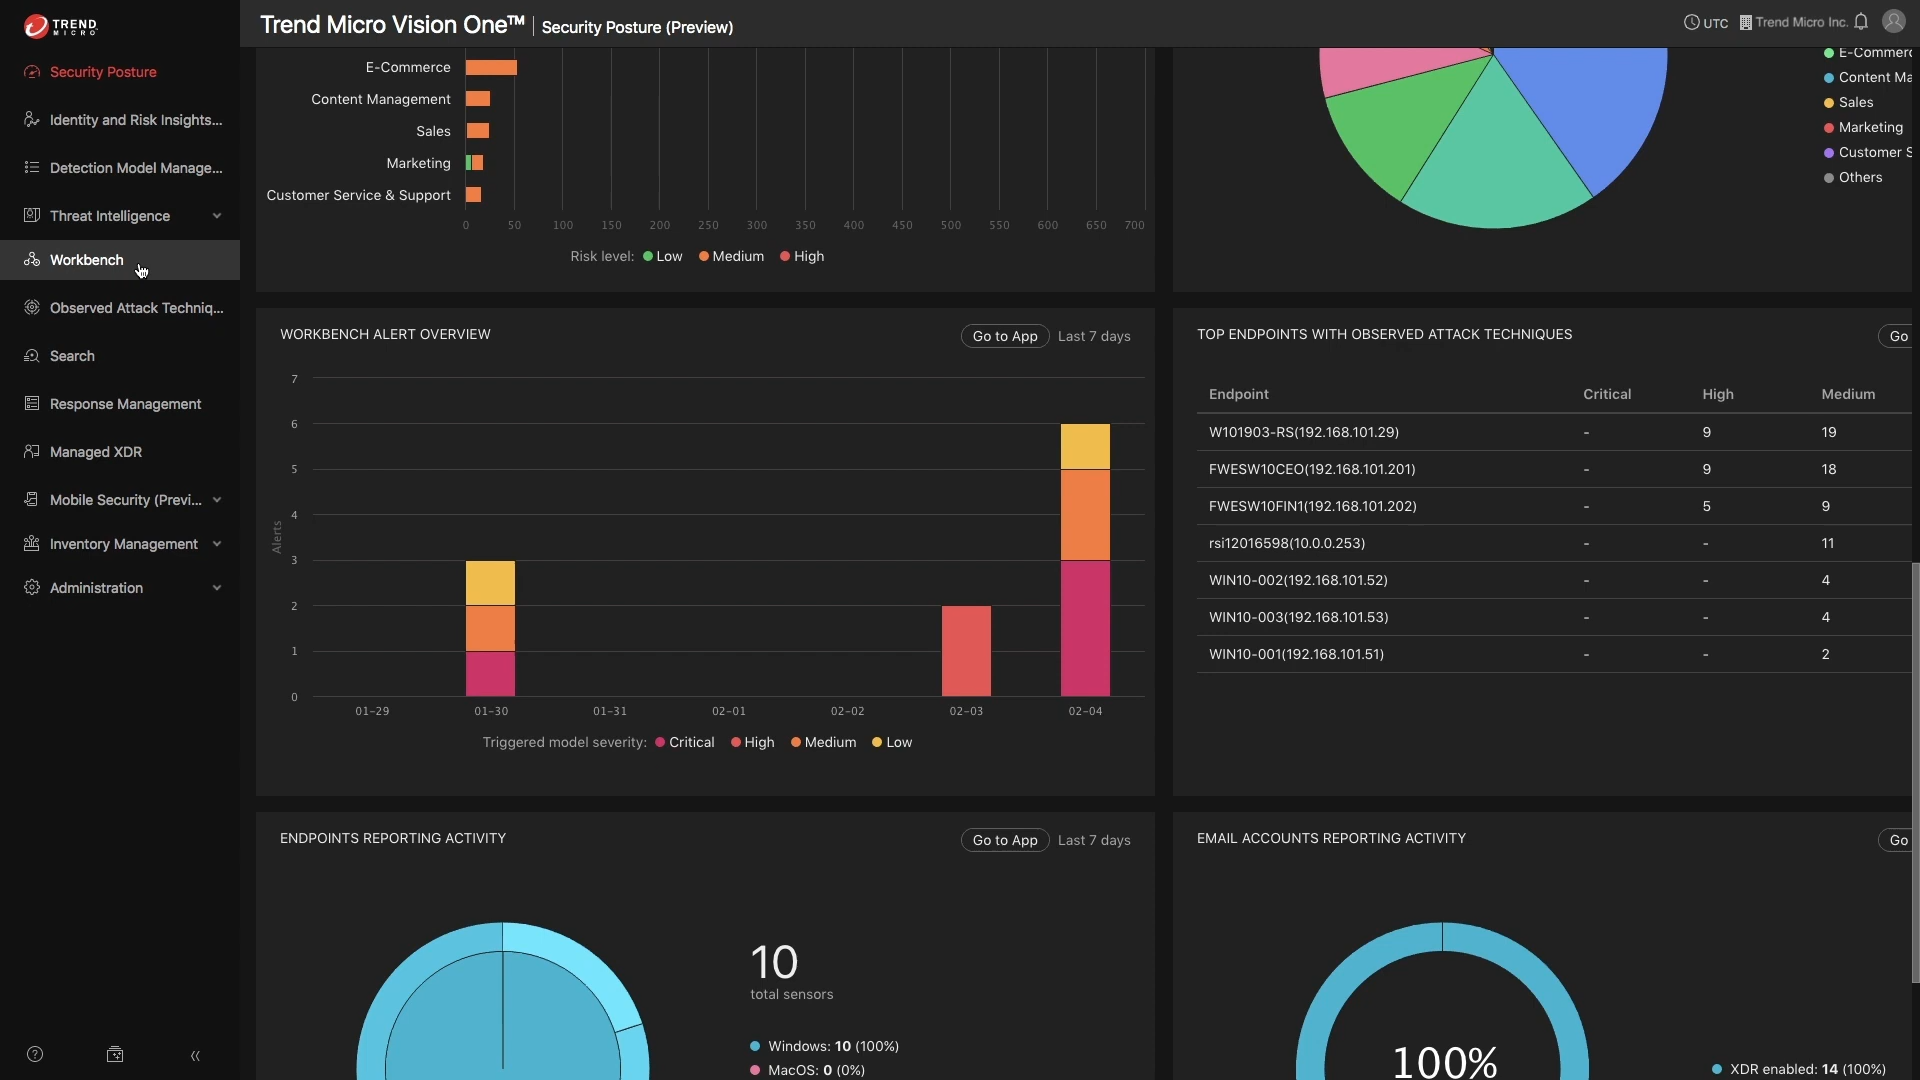 TREND MICRO
Trend Micro Vision One™ | Security Posture (Preview)
UTC
Trend Micro Inc.
Security Posture
Identity and Risk Insights...
Detection Model Manage...
Threat Intelligence
Workbench
Observed Attack Techniq...
Search
Response Management
Managed XDR
Mobile Security (Previ...
Inventory Management
Administration
E-Commerce
Content Management
Sales
Marketing
Customer Service & Support
0 50 100 150 200 250 300 350 400 450 500 550 600 650 700
Risk level: Low Medium High
E-Commerc
Content Ma
Sales
Marketing
Customer S
Others
WORKBENCH ALERT OVERVIEW
Go to App Last 7 days
7
6
5
4
3
2
1
0
Alerts
01-29 01-30 01-31 02-01 02-02 02-03 02-04
Triggered model severity: Critical High Medium Low
TOP ENDPOINTS WITH OBSERVED ATTACK TECHNIQUES
Go
Endpoint Critical High Medium
W101903-RS(192.168.101.29) - 9 19
FWESW10CEO(192.168.101.201) - 9 18
FWESW10FIN1(192.168.101.202) - 5 9
rsi12016598(10.0.0.253) - - 11
WIN10-002(192.168.101.52) - - 4
WIN10-003(192.168.101.53) - - 4
WIN10-001(192.168.101.51) - - 2
ENDPOINTS REPORTING ACTIVITY
Go to App Last 7 days
10
total sensors
Windows: 10 (100%)
MacOS: 0 (0%)
EMAIL ACCOUNTS REPORTING ACTIVITY
Go
100%
XDR enabled: 14 (100%)